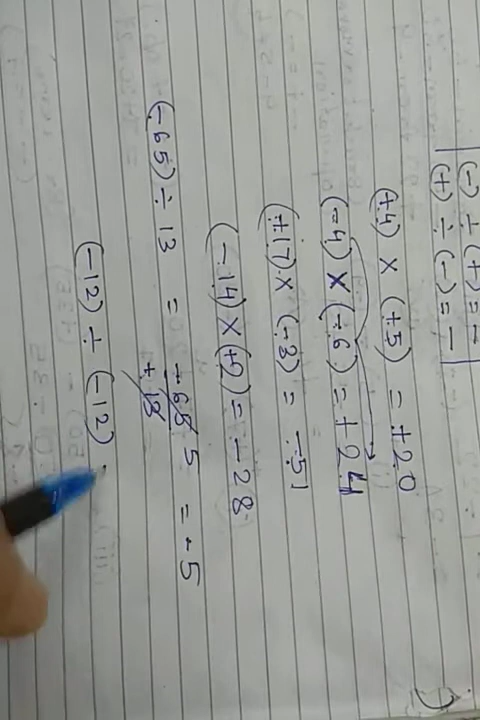 (-) ÷ (+) = -
(+) ÷ (-) = -
(+4) × (+5) = +20
(-4) × (-6) = +24
(+17) × (-3) = -51
(-14) × (+2) = -28
(-65) ÷ 13 = -65 5 = -5
+13
(-12) ÷ (-12)